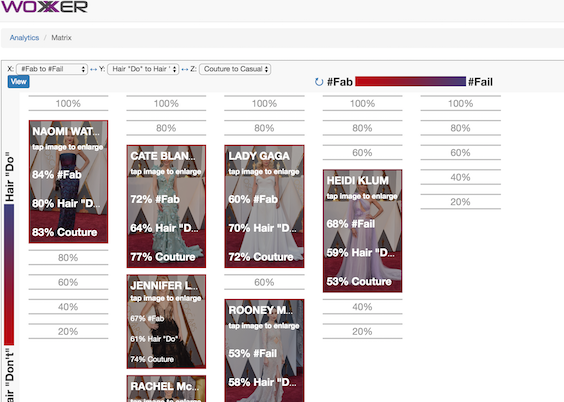 WOXXER
Analytics / Matrix
X: #Fab to #Fail ↔ Y: Hair "Do" to Hair ' ↔ Z: Couture to Casual
View
#Fab #Fail
Hair "Do"
Hair "Don't"
100% 100% 100% 100% 100%
80% 80% 80% 80%
60% 60%
40%
20%
NAOMI WAT...
tap image to enlarge
84% #Fab
80% Hair "D...
83% Couture
80%
60%
40%
20%
CATE BLAN...
tap image to enlarge
72% #Fab
64% Hair "D...
77% Couture
JENNIFER L...
tap image to enlarge
67% #Fab
61% Hair "Do"
74% Couture
RACHEL Mc...
tap image to enlarge
LADY GAGA
tap image to enlarge
60% #Fab
70% Hair "D...
72% Couture
60%
ROONEY M...
tap image to enlarge
53% #Fail
58% Hair "D...
HEIDI KLUM
tap image to enlarge
68% #Fail
59% Hair "D...
53% Couture
40%
20%